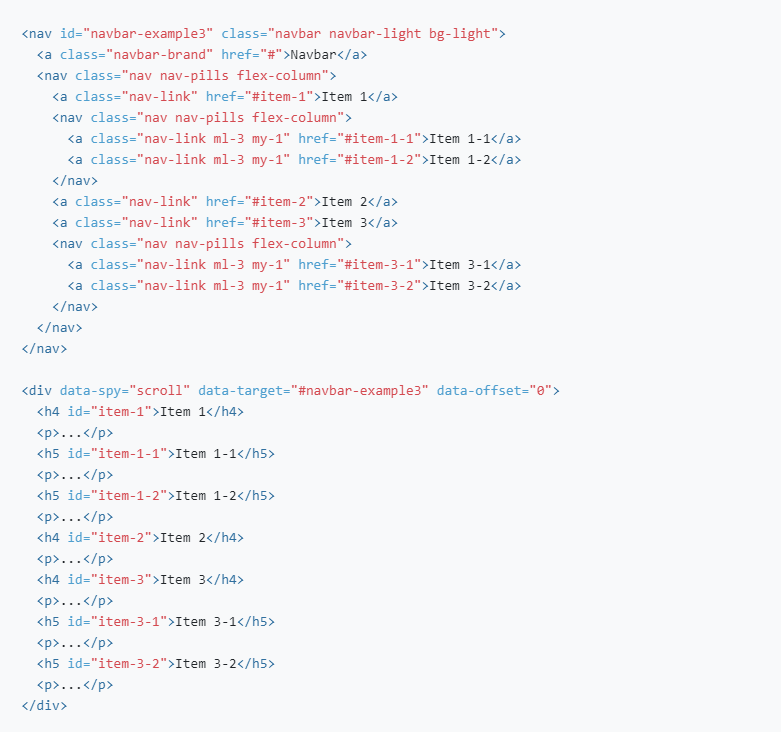 <nav id="navbar-example3" class="navbar navbar-light bg-light">
  <a class="navbar-brand" href="#">Navbar</a>
  <nav class="nav nav-pills flex-column">
    <a class="nav-link" href="#item-1">Item 1</a>
    <nav class="nav nav-pills flex-column">
      <a class="nav-link ml-3 my-1" href="#item-1-1">Item 1-1</a>
      <a class="nav-link ml-3 my-1" href="#item-1-2">Item 1-2</a>
    </nav>
    <a class="nav-link" href="#item-2">Item 2</a>
    <a class="nav-link" href="#item-3">Item 3</a>
    <nav class="nav nav-pills flex-column">
      <a class="nav-link ml-3 my-1" href="#item-3-1">Item 3-1</a>
      <a class="nav-link ml-3 my-1" href="#item-3-2">Item 3-2</a>
    </nav>
  </nav>
</nav>

<div data-spy="scroll" data-target="#navbar-example3" data-offset="0">
  <h4 id="item-1">Item 1</h4>
  <p>...</p>
  <h5 id="item-1-1">Item 1-1</h5>
  <p>...</p>
  <h5 id="item-1-2">Item 1-2</h5>
  <p>...</p>
  <h4 id="item-2">Item 2</h4>
  <p>...</p>
  <h4 id="item-3">Item 3</h4>
  <p>...</p>
  <h5 id="item-3-1">Item 3-1</h5>
  <p>...</p>
  <h5 id="item-3-2">Item 3-2</h5>
  <p>...</p>
</div>